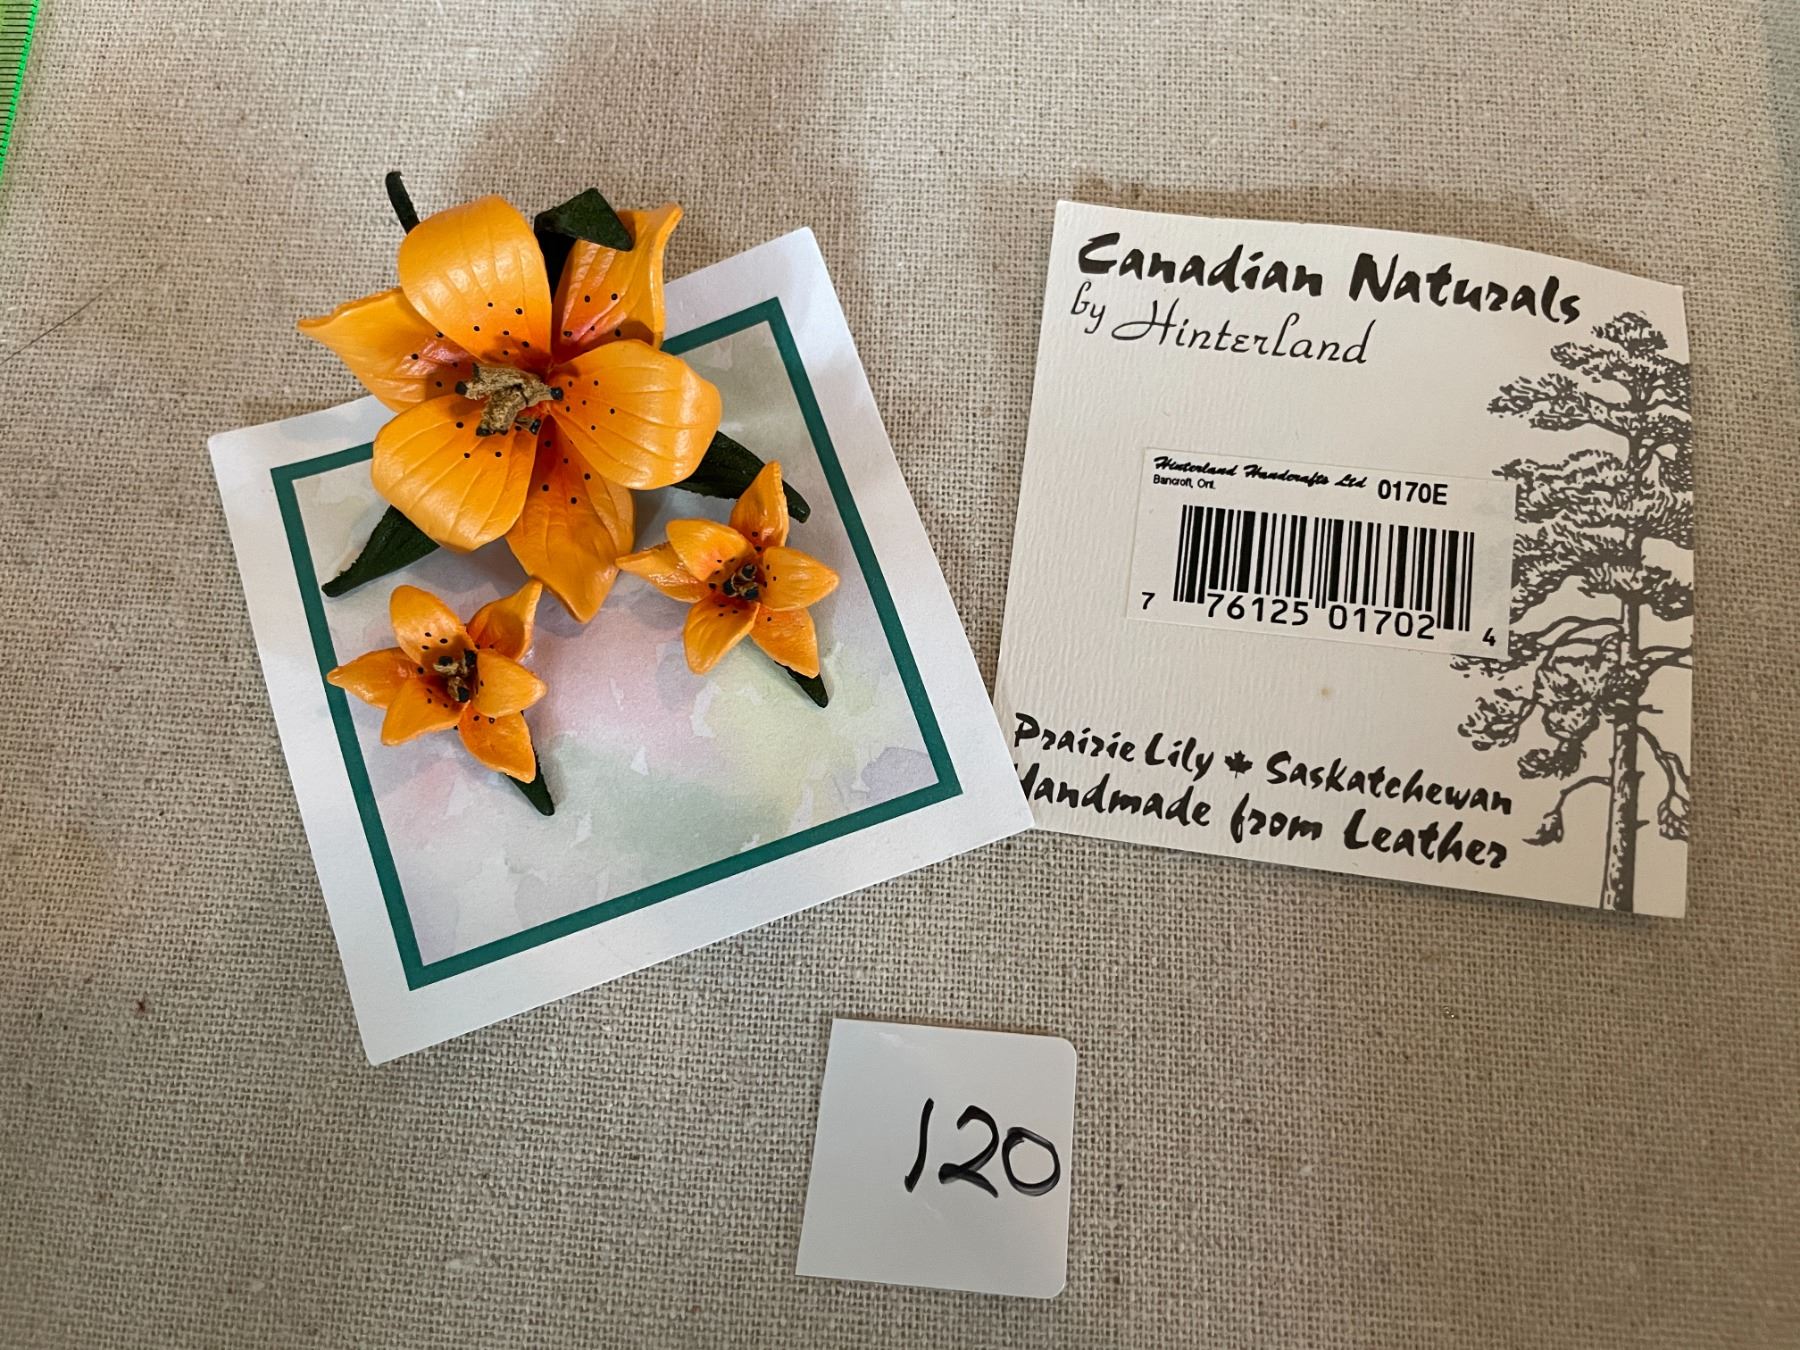 Canadian Naturals
by Hinterland
Hinterland Handcrafts Ltd 0170E
Bancroft, Ont.
7 76125 01702 4
Prairie Lily Saskatchewan
Handmade from Leather
120